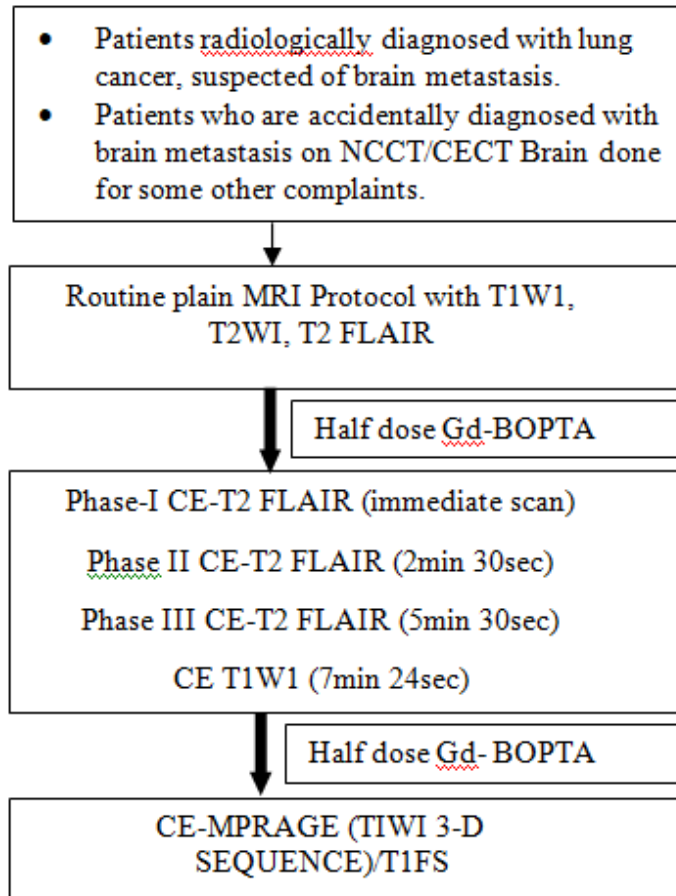 • Patients radiologically diagnosed with lung
cancer, suspected of brain metastasis.
• Patients who are accidentally diagnosed with
brain metastasis on NCCT/CECT Brain done
for some other complaints.
Routine plain MRI Protocol with T1W1,
T2WI, T2 FLAIR
Half dose Gd-BOPTA
Phase-I CE-T2 FLAIR (immediate scan)
Phase II CE-T2 FLAIR (2min 30sec)
Phase III CE-T2 FLAIR (5min 30sec)
CE T1W1 (7min 24sec)
Half dose Gd- BOPTA
CE-MPRAGE (TIWI 3-D
SEQUENCE)/T1FS